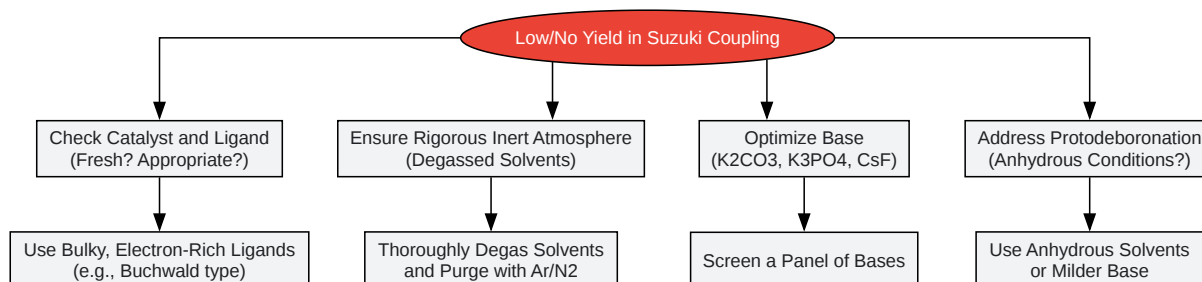 Low/No Yield in Suzuki Coupling
Check Catalyst and Ligand
(Fresh? Appropriate?)
Ensure Rigorous Inert Atmosphere
(Degassed Solvents)
Optimize Base
(K2CO3, K3PO4, CsF)
Address Protodeboronation
(Anhydrous Conditions?)
Use Bulky, Electron-Rich Ligands
(e.g., Buchwald type)
Thoroughly Degas Solvents
and Purge with Ar/N2
Screen a Panel of Bases
Use Anhydrous Solvents
or Milder Base